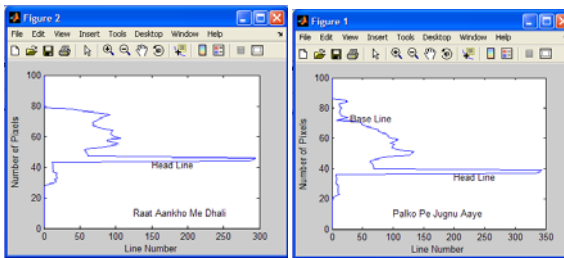 Figure 2
File Edit View Insert Tools Desktop Window Help
100
80
60
40
20
0
Number of Pixels
Head Line
Raat Aankho Me Dhali
0 50 100 150 200 250 300
Line Number
Figure 1
File Edit View Insert Tools Desktop Window Help
100
80
60
40
20
0
Number of Pixels
Base Line
Head Line
Palko Pe Jugnu Aaye
0 50 100 150 200 250 300 350
Line Number